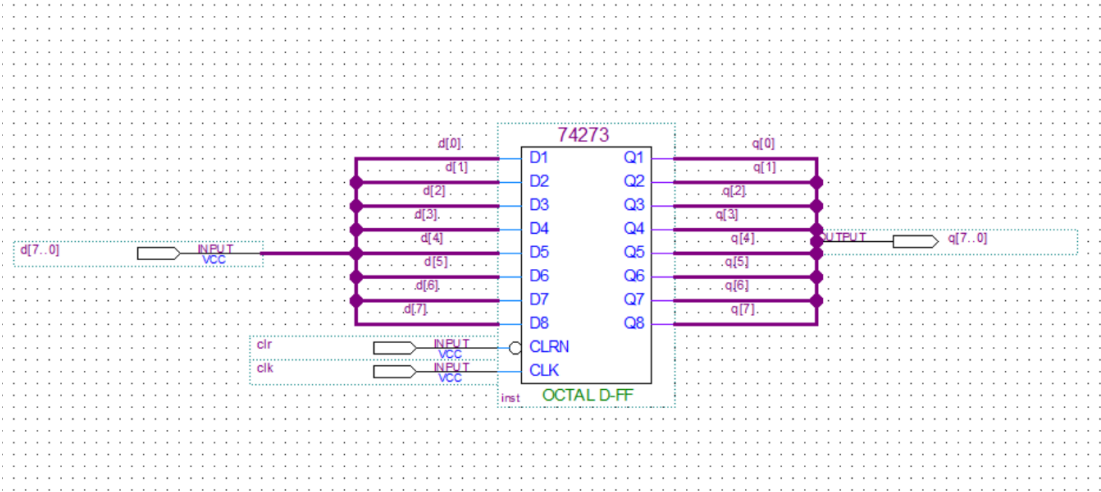 74273
d[0]
q[0]
D1
Q1
d[1]
q[1]
D2
Q2
d[2]
q[2]
D3
Q3
d[3]
q[3]
D4
Q4
d[4]
q[4]
OUTPUT
q[7..0]
d[7..0]
INPUT
VCC
D5
Q5
d[5]
q[5]
D6
Q6
d[6]
q[6]
D7
Q7
d[7]
q[7]
D8
Q8
clr
INPUT
VCC
CLRN
clk
INPUT
VCC
CLK
inst
OCTAL D-FF